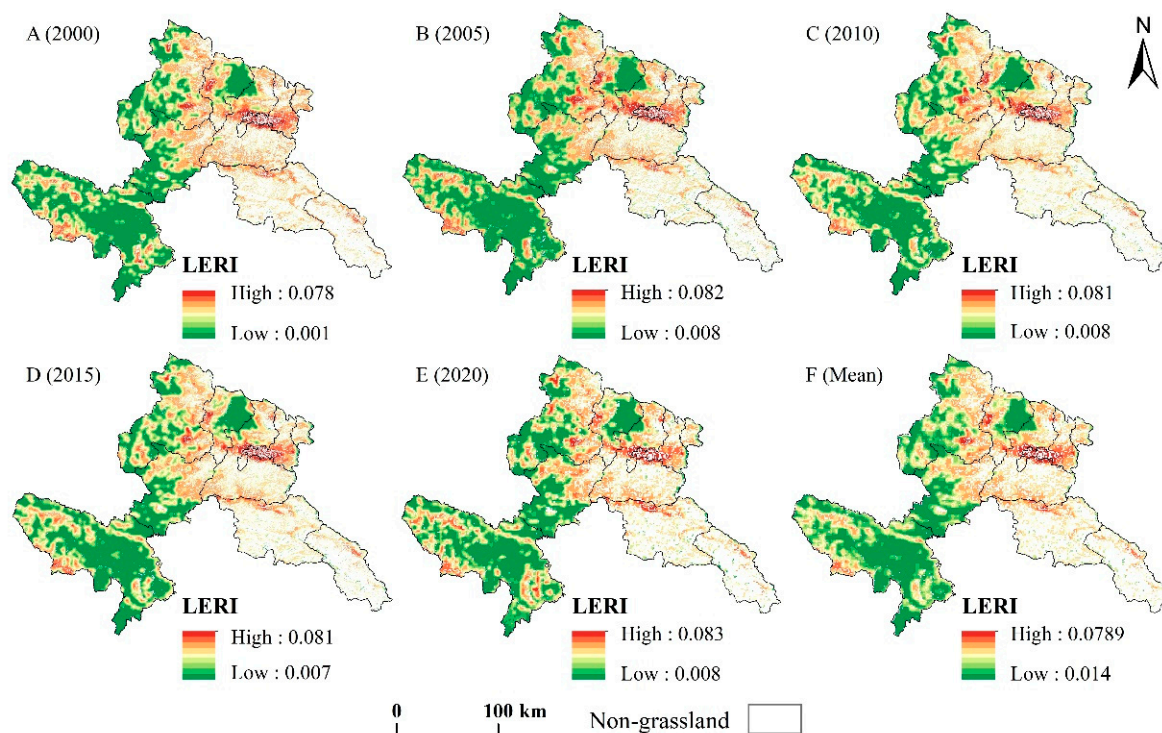 A (2000)
B (2005)
C (2010)
N
LERI
High : 0.078
Low : 0.001
LERI
High : 0.082
Low : 0.008
LERI
High : 0.081
Low : 0.008
D (2015)
E (2020)
F (Mean)
LERI
High : 0.081
Low : 0.007
LERI
High : 0.083
Low : 0.008
LERI
High : 0.0789
Low : 0.014
0 100 km
Non-grassland